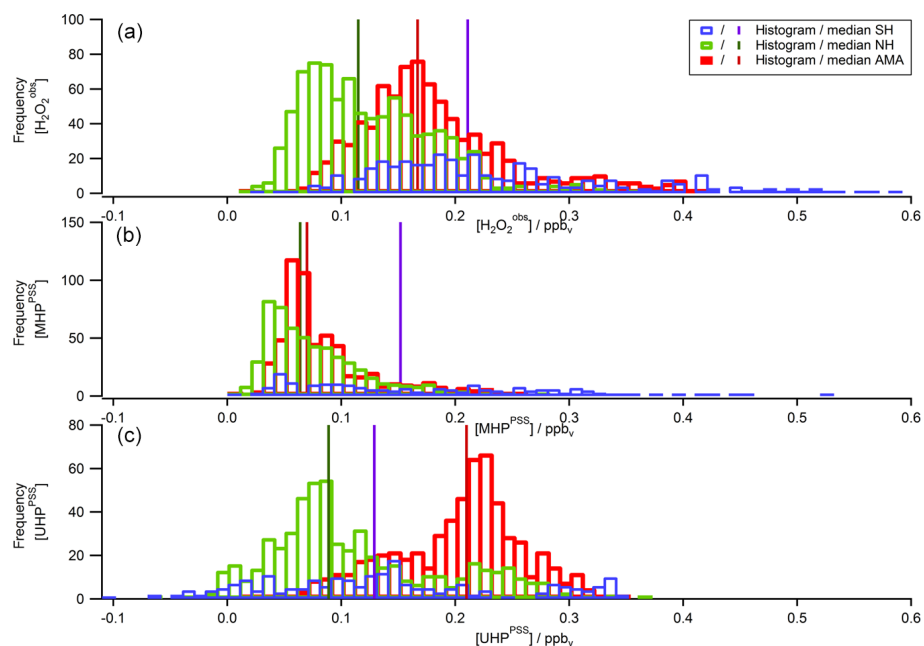 (a)
Frequency
[H₂O₂ᵒᵇˢ]
100
80
60
40
20
0
-0.1 0.0 0.1 0.2 0.3 0.4 0.5 0.6
[H₂O₂ᵒᵇˢ] / ppbᵥ
/ Histogram / median SH
/ Histogram / median NH
/ Histogram / median AMA
(b)
Frequency
[MHPᴾˢˢ]
150
100
50
0
-0.1 0.0 0.1 0.2 0.3 0.4 0.5 0.6
[MHPᴾˢˢ] / ppbᵥ
(c)
Frequency
[UHPᴾˢˢ]
80
60
40
20
0
-0.1 0.0 0.1 0.2 0.3 0.4 0.5 0.6
[UHPᴾˢˢ] / ppbᵥ